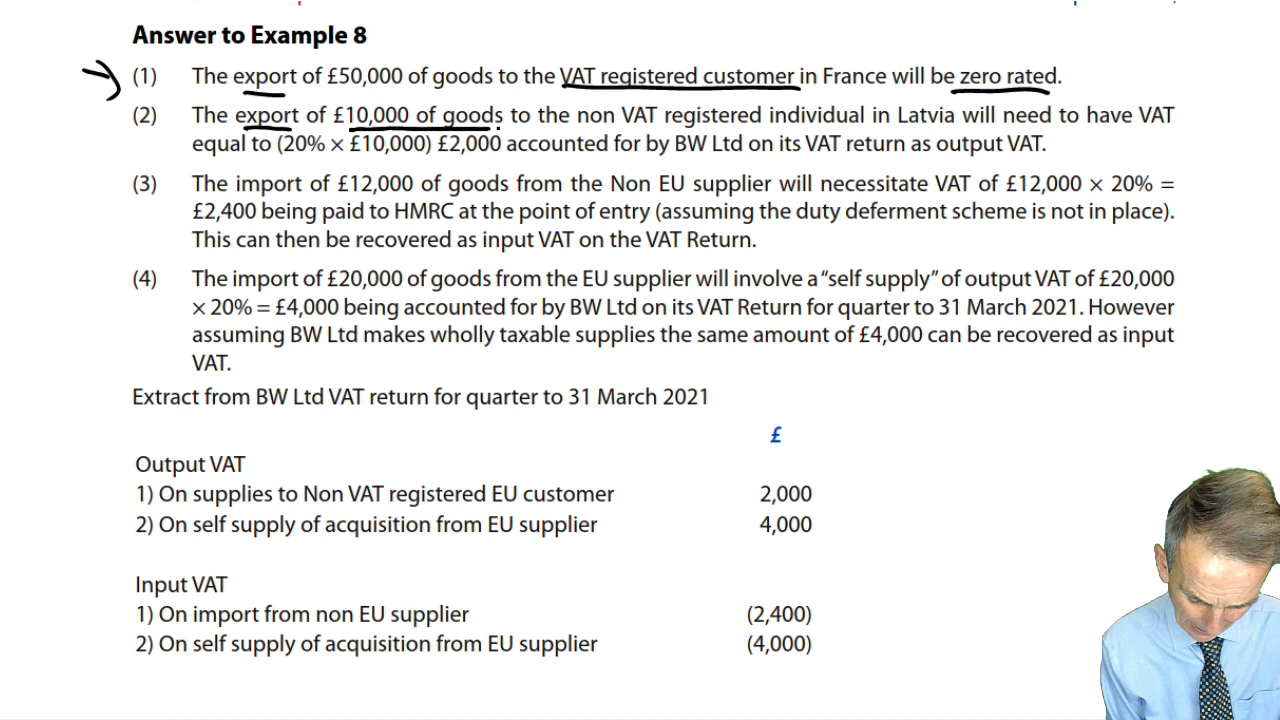 Answer to Example 8
(1) The export of £50,000 of goods to the VAT registered customer in France will be zero rated.
(2) The export of £10,000 of goods to the non VAT registered individual in Latvia will need to have VAT
equal to (20% × £10,000) £2,000 accounted for by BW Ltd on its VAT return as output VAT.
(3) The import of £12,000 of goods from the Non EU supplier will necessitate VAT of £12,000 × 20% =
£2,400 being paid to HMRC at the point of entry (assuming the duty deferment scheme is not in place).
This can then be recovered as input VAT on the VAT Return.
(4) The import of £20,000 of goods from the EU supplier will involve a “self supply” of output VAT of £20,000
× 20% = £4,000 being accounted for by BW Ltd on its VAT Return for quarter to 31 March 2021. However
assuming BW Ltd makes wholly taxable supplies the same amount of £4,000 can be recovered as input
VAT.
Extract from BW Ltd VAT return for quarter to 31 March 2021
£
Output VAT
1) On supplies to Non VAT registered EU customer 2,000
2) On self supply of acquisition from EU supplier 4,000
Input VAT
1) On import from non EU supplier (2,400)
2) On self supply of acquisition from EU supplier (4,000)